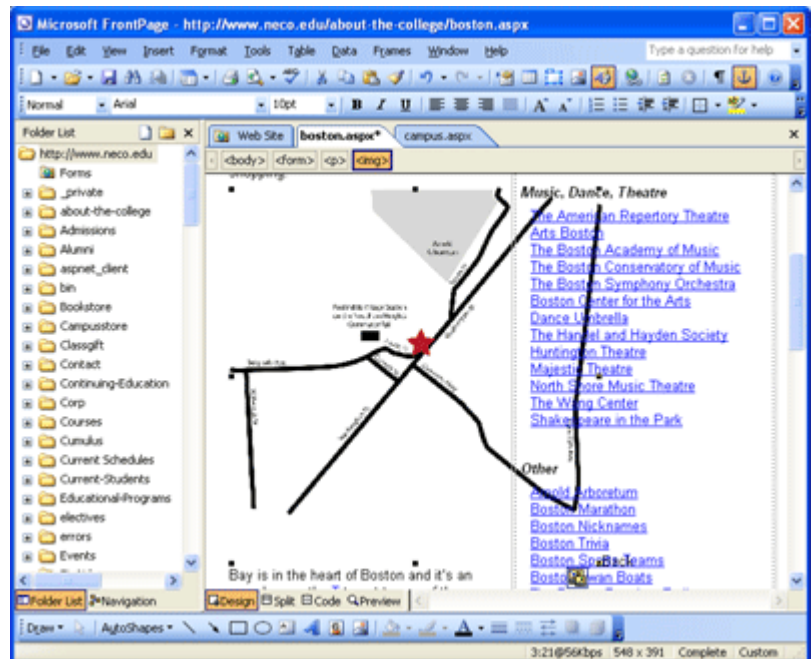 Microsoft FrontPage - http://www.neco.edu/about-the-college/boston.aspx
File Edit View Insert Format Tools Table Data Frames Window Help Type a question for help
Normal Arial 10pt B I U A A
Folder List Web Site boston.aspx* campus.aspx
<body> <form> <p> <img>
http://www.neco.edu
Forms
_private
about-the-college
Admissions
Alumni
aspnet_client
bin
Bookstore
Campusstore
Classgift
Contact
Continuing-Education
Corp
Courses
Cumulus
Current Schedules
Current-Students
Educational-Programs
electives
errors
Events
Folder List Navigation
shopping.
Arnold
Arboretum
Music, Dance, Theatre
The American Repertory Theatre
Arts Boston
The Boston Academy of Music
The Boston Conservatory of Music
The Boston Symphony Orchestra
Boston Center for the Arts
Dance Umbrella
The Handel and Hayden Society
Huntington Theatre
Majestic Theatre
North Shore Music Theatre
The Wang Center
Shakespeare in the Park
Other
Arnold Arboretum
Boston Marathon
Boston Nicknames
Boston Trivia
Boston Sports Teams
Boston Swan Boats
Back
Bay is in the heart of Boston and it's an
Design Split Code Preview
Draw AutoShapes
3:21@56Kbps 548 x 391 Complete Custom